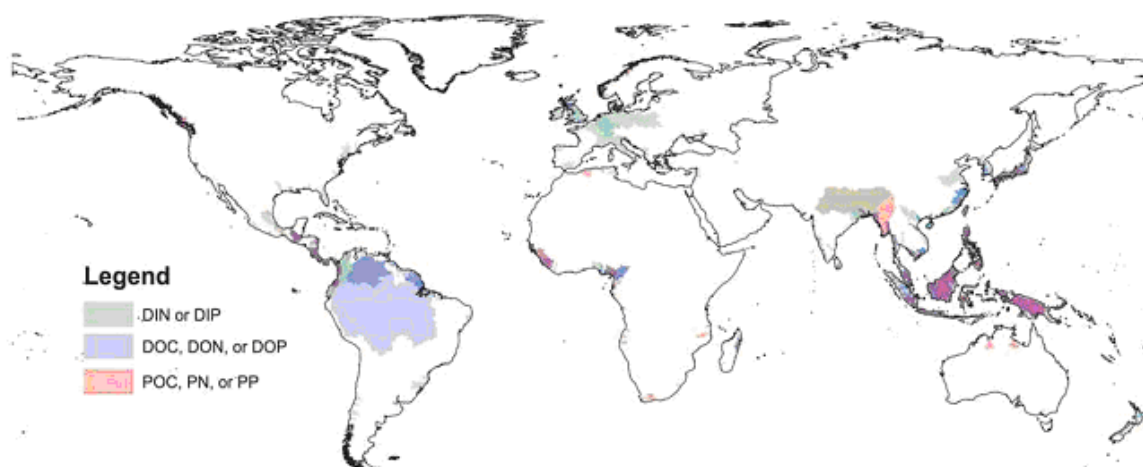 Legend
DIN or DIP
DOC, DON, or DOP
POC, PN, or PP